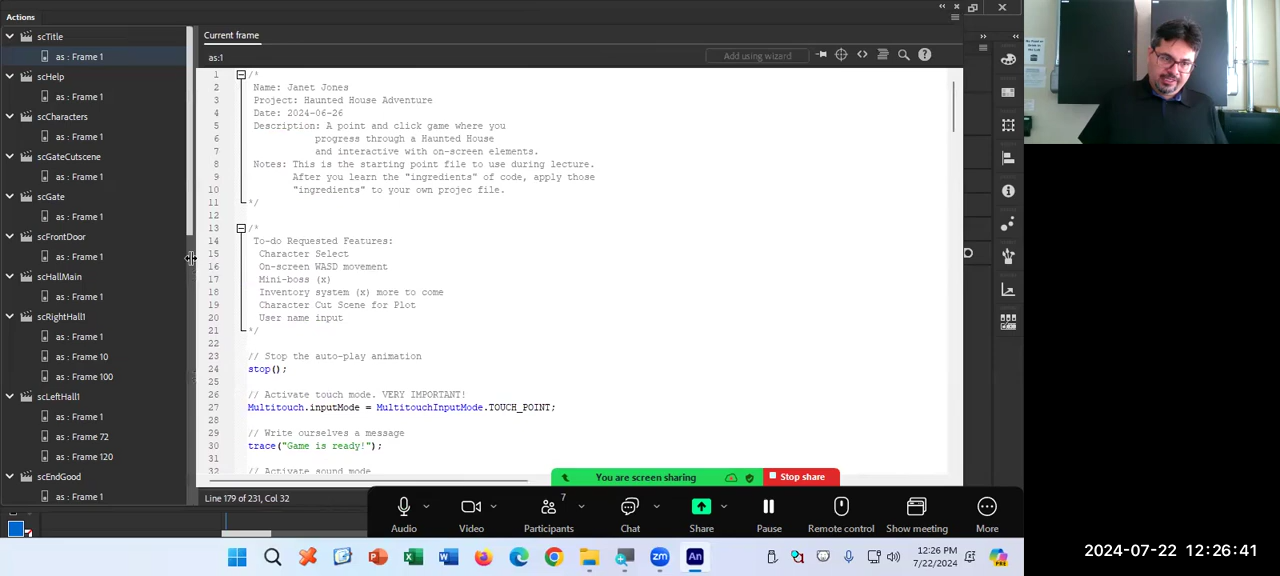 Actions
scTitle
as : Frame 1
scHelp
as : Frame 1
scCharacters
as : Frame 1
scGateCutscene
as : Frame 1
scGate
as : Frame 1
scFrontDoor
as : Frame 1
scHallMain
as : Frame 1
scRightHall1
as : Frame 1
as : Frame 10
as : Frame 100
scLeftHall1
as : Frame 1
as : Frame 72
as : Frame 120
scEndGood
as : Frame 1
Current frame
as:1
Add using wizard
1 /*
2 Name: Janet Jones
3 Project: Haunted House Adventure
4 Date: 2024-06-26
5 Description: A point and click game where you
6 progress through a Haunted House
7 and interactive with on-screen elements.
8 Notes: This is the starting point file to use during lecture.
9 After you learn the "ingredients" of code, apply those
10 "ingredients" to your own projec file.
11 */
12
13 /*
14 To-do Requested Features:
15 Character Select
16 On-screen WASD movement
17 Mini-boss (x)
18 Inventory system (x) more to come
19 Character Cut Scene for Plot
20 User name input
21 */
22
23 // Stop the auto-play animation
24 stop();
25
26 // Activate touch mode. VERY IMPORTANT!
27 Multitouch.inputMode = MultitouchInputMode.TOUCH_POINT;
28
29 // Write ourselves a message
30 trace("Game is ready!");
31
32 // Activate sound mode
Line 179 of 231, Col 32
You are screen sharing
Stop share
7
Audio
Video
Participants
Chat
Share
Pause
Remote control
Show meeting
More
12:26 PM
7/22/2024
2024-07-22 12:26:41